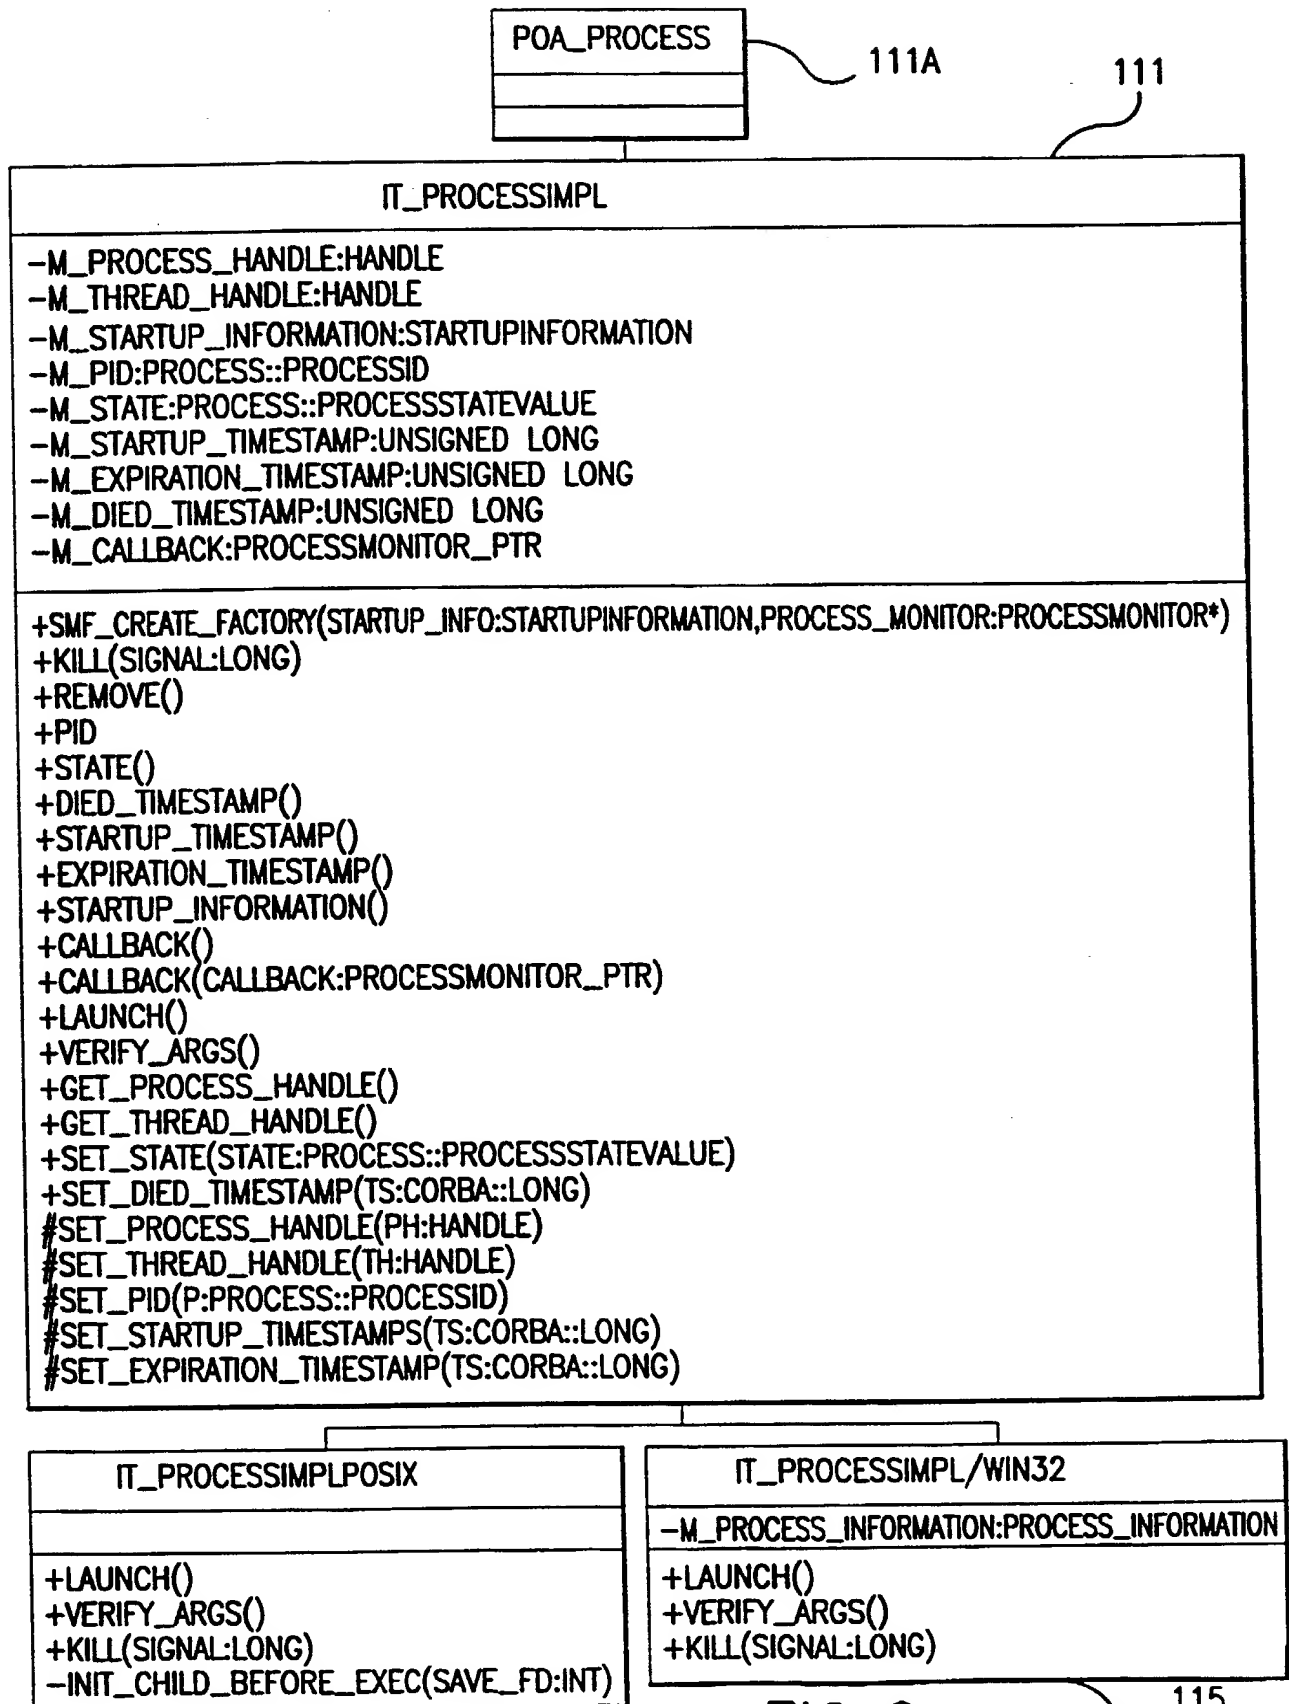 POA_PROCESS
111A
111
IT_PROCESSIMPL
-M_PROCESS_HANDLE:HANDLE
-M_THREAD_HANDLE:HANDLE
-M_STARTUP_INFORMATION:STARTUPINFORMATION
-M_PID:PROCESS::PROCESSID
-M_STATE:PROCESS::PROCESSSTATEVALUE
-M_STARTUP_TIMESTAMP:UNSIGNED LONG
-M_EXPIRATION_TIMESTAMP:UNSIGNED LONG
-M_DIED_TIMESTAMP:UNSIGNED LONG
-M_CALLBACK:PROCESSMONITOR_PTR
+SMF_CREATE_FACTORY(STARTUP_INFO:STARTUPINFORMATION,PROCESS_MONITOR:PROCESSMONITOR*)
+KILL(SIGNAL:LONG)
+REMOVE()
+PID
+STATE()
+DIED_TIMESTAMP()
+STARTUP_TIMESTAMP()
+EXPIRATION_TIMESTAMP()
+STARTUP_INFORMATION()
+CALLBACK()
+CALLBACK(CALLBACK:PROCESSMONITOR_PTR)
+LAUNCH()
+VERIFY_ARGS()
+GET_PROCESS_HANDLE()
+GET_THREAD_HANDLE()
+SET_STATE(STATE:PROCESS::PROCESSSTATEVALUE)
+SET_DIED_TIMESTAMP(TS:CORBA::LONG)
#SET_PROCESS_HANDLE(PH:HANDLE)
#SET_THREAD_HANDLE(TH:HANDLE)
#SET_PID(P:PROCESS::PROCESSID)
#SET_STARTUP_TIMESTAMPS(TS:CORBA::LONG)
#SET_EXPIRATION_TIMESTAMP(TS:CORBA::LONG)
IT_PROCESSIMPLPOSIX
+LAUNCH()
+VERIFY_ARGS()
+KILL(SIGNAL:LONG)
-INIT_CHILD_BEFORE_EXEC(SAVE_FD:INT)
IT_PROCESSIMPL/WIN32
-M_PROCESS_INFORMATION:PROCESS_INFORMATION
+LAUNCH()
+VERIFY_ARGS()
+KILL(SIGNAL:LONG)
115